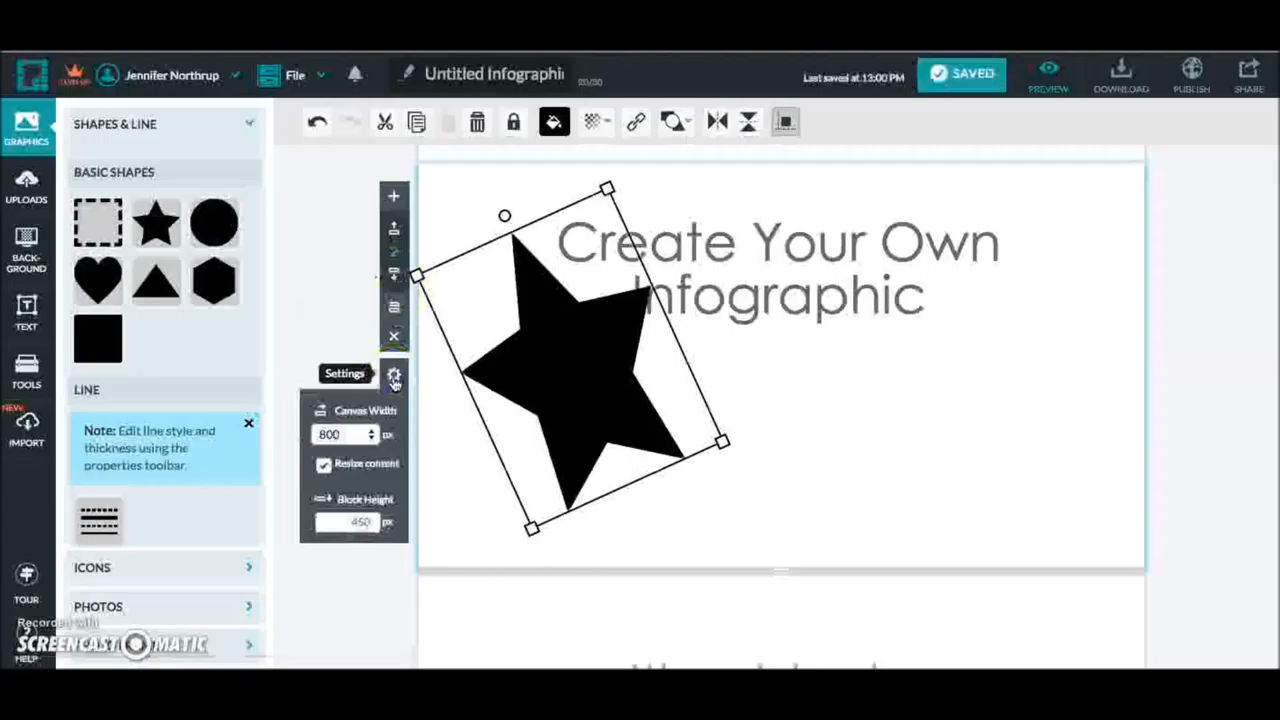 Jennifer Northrup
File
Untitled Infographi
Last saved at 13:00 PM
SAVED
PREVIEW
DOWNLOAD
PUBLISH
SHARE
GRAPHICS
UPLOADS
BACK-
GROUND
TEXT
TOOLS
NEW
IMPORT
TOUR
HELP
SHAPES & LINE
BASIC SHAPES
LINE
Note: Edit line style and
thickness using the
properties toolbar.
ICONS
PHOTOS
Settings
Canvas Width
800 px
Resize content
Block Height
450 px
Create Your Own
Infographic
Recorded with
SCREENCAST MATIC